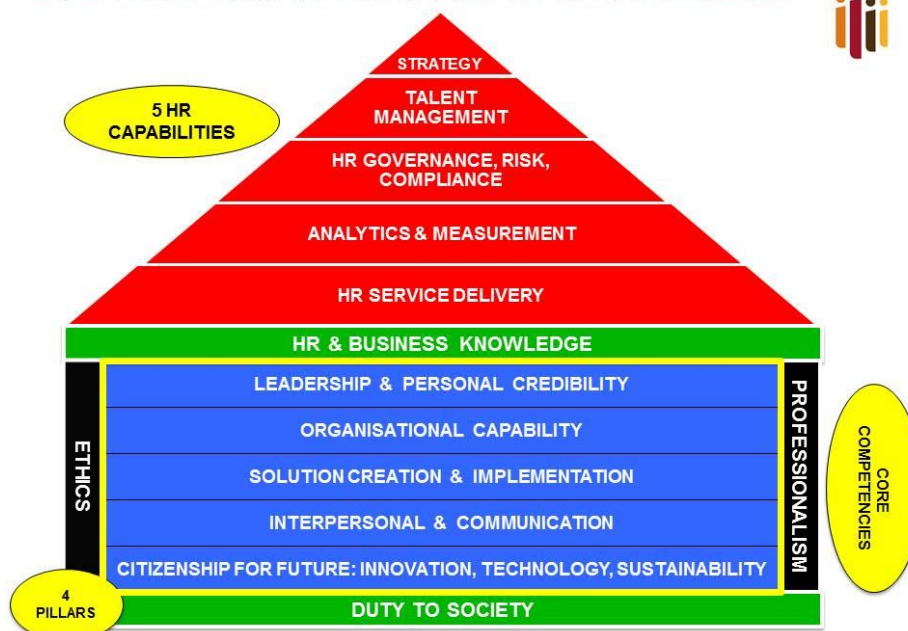 STRATEGY
TALENT
MANAGEMENT
5 HR
CAPABILITIES
HR GOVERNANCE, RISK,
COMPLIANCE
ANALYTICS & MEASUREMENT
HR SERVICE DELIVERY
HR & BUSINESS KNOWLEDGE
ETHICS
LEADERSHIP & PERSONAL CREDIBILITY
ORGANISATIONAL CAPABILITY
SOLUTION CREATION & IMPLEMENTATION
INTERPERSONAL & COMMUNICATION
CITIZENSHIP FOR FUTURE: INNOVATION, TECHNOLOGY, SUSTAINABILITY
PROFESSIONALISM
CORE
COMPETENCIES
4
PILLARS
DUTY TO SOCIETY